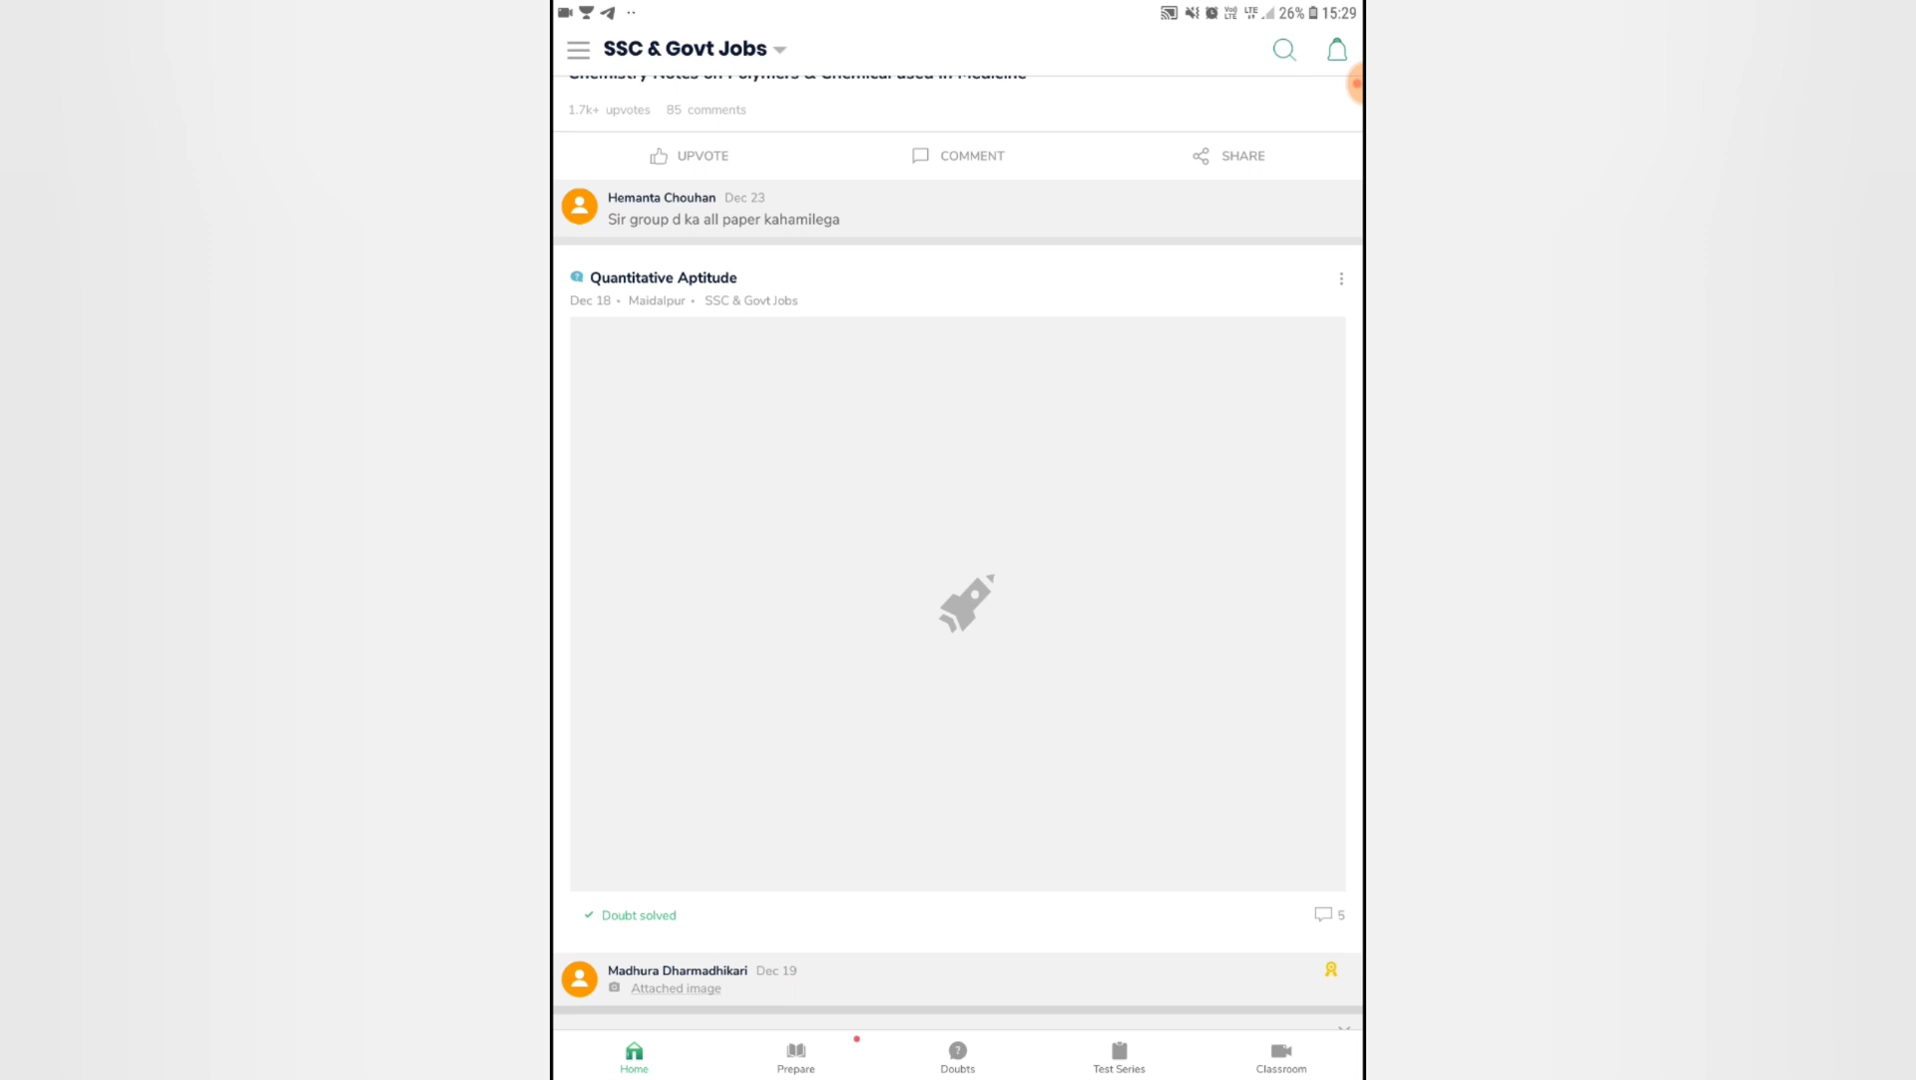 26% 15:29
SSC & Govt Jobs
Chemistry Notes on Polymers & Chemical used in Medicine
1.7k+ upvotes 85 comments
UPVOTE COMMENT SHARE
Hemanta Chouhan Dec 23
Sir group d ka all paper kahamilega
Quantitative Aptitude
Dec 18 • Maidalpur • SSC & Govt Jobs
Doubt solved 5
Madhura Dharmadhikari Dec 19
Attached image
Home Prepare Doubts Test Series Classroom